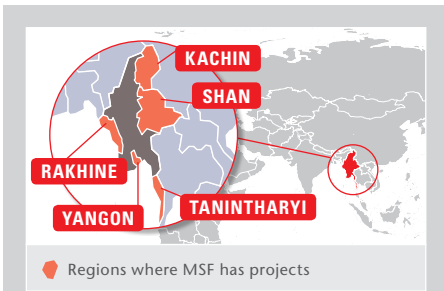 KACHIN
SHAN
RAKHINE
YANGON
TANINTHARYI
Regions where MSF has projects